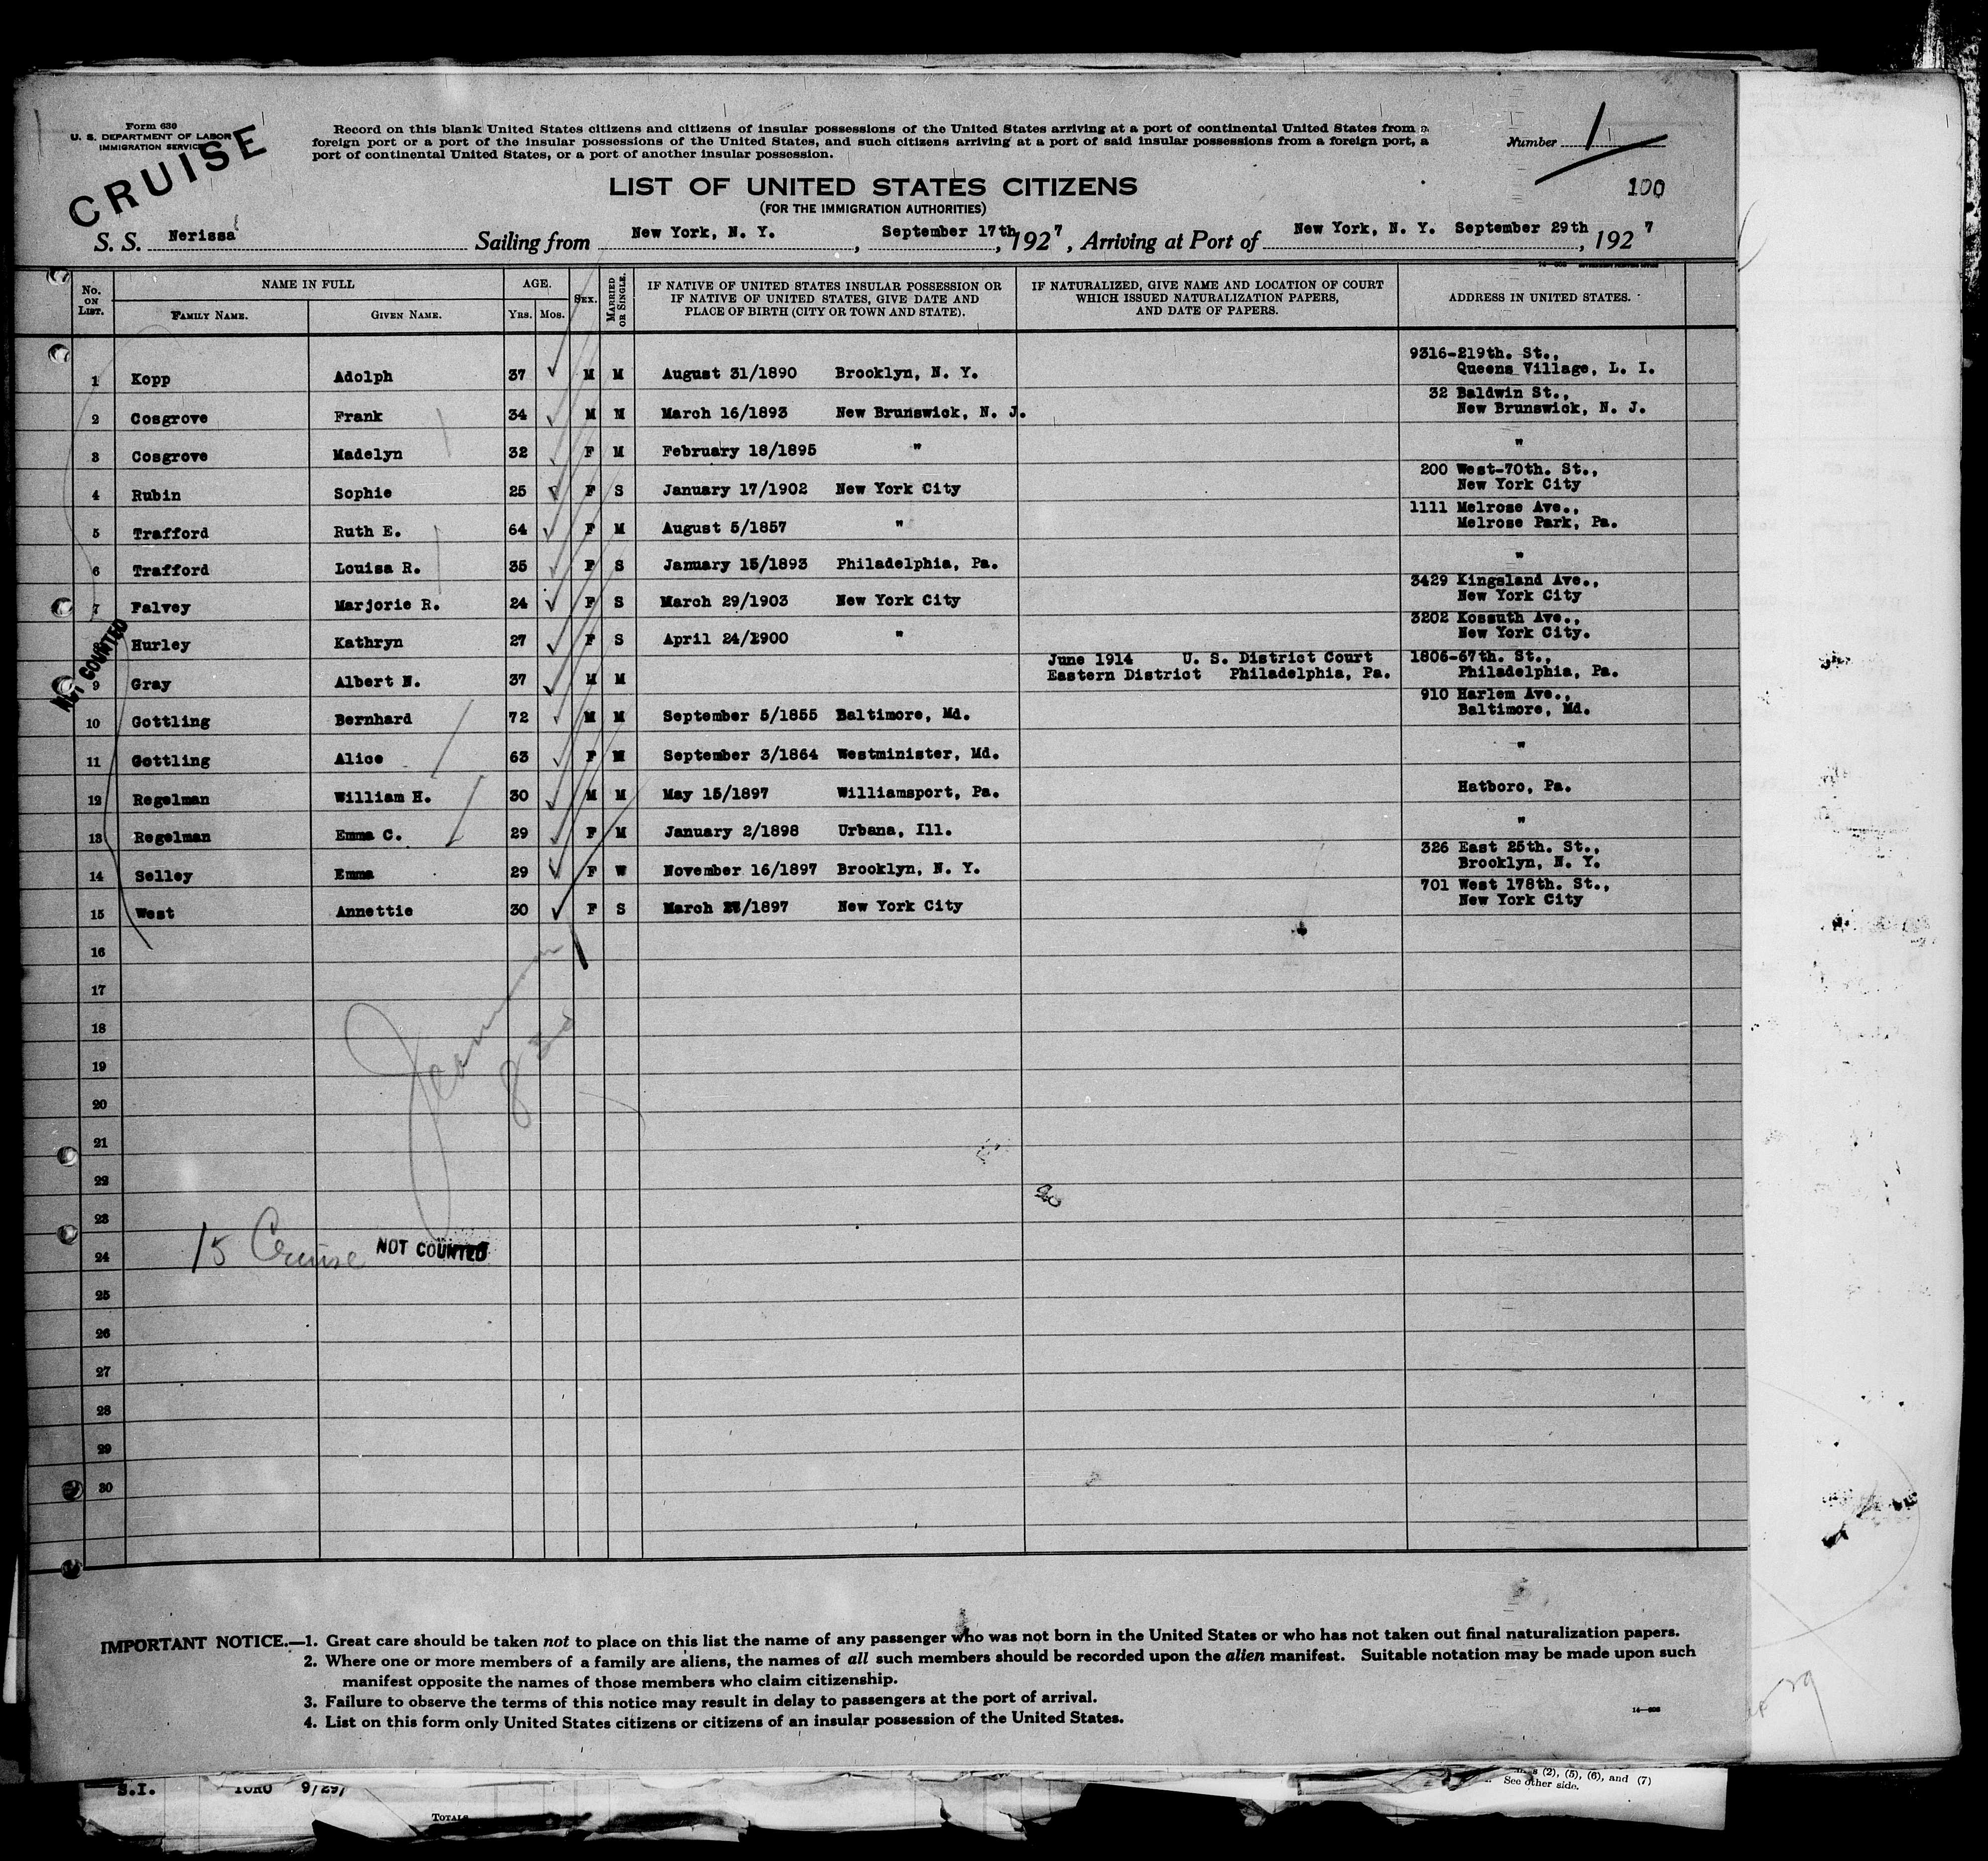 Form 630
U. S. DEPARTMENT OF LABOR
IMMIGRATION SERVICE
CRUISE
Record on this blank United States citizens and citizens of insular possessions of the United States arriving at a port of continental United States from a
foreign port or a port of the insular possessions of the United States, and such citizens arriving at a port of said insular possessions from a foreign port, a
port of continental United States, or a port of another insular possession.
Number 1
100
LIST OF UNITED STATES CITIZENS
(FOR THE IMMIGRATION AUTHORITIES)
S. S. Nerissa Sailing from New York, N. Y. , September 17th, 1927, Arriving at Port of New York, N. Y. September 29th, 1927
No. ON LIST. NAME IN FULL AGE. SEX. MARRIED OR SINGLE. IF NATIVE OF UNITED STATES INSULAR POSSESSION OR IF NATIVE OF UNITED STATES, GIVE DATE AND PLACE OF BIRTH (CITY OR TOWN AND STATE). IF NATURALIZED, GIVE NAME AND LOCATION OF COURT WHICH ISSUED NATURALIZATION PAPERS, AND DATE OF PAPERS. ADDRESS IN UNITED STATES.
FAMILY NAME. GIVEN NAME. Yrs. Mos.
1 Kopp Adolph 37 M M August 31/1890 Brooklyn, N. Y. 9316-219th. St., Queens Village, L. I.
2 Cosgrove Frank 34 M M March 16/1893 New Brunswick, N. J. 32 Baldwin St., New Brunswick, N. J.
3 Cosgrove Madelyn 32 F M February 18/1895 " "
4 Rubin Sophie 25 F S January 17/1902 New York City 200 West-70th. St., New York City
5 Trafford Ruth E. 64 F M August 5/1857 " 1111 Melrose Ave., Melrose Park, Pa.
6 Trafford Louisa R. 35 F S January 15/1893 Philadelphia, Pa. "
7 Falvey Marjorie R. 24 F S March 29/1903 New York City 3429 Kingsland Ave., New York City
Hurley Kathryn 27 F S April 24/1900 " 3202 Kossuth Ave., New York City.
9 Gray Albert N. 37 M M June 1914 U. S. District Court Eastern District Philadelphia, Pa. 1806-67th. St., Philadelphia, Pa.
10 Gottling Bernhard 72 M M September 5/1855 Baltimore, Md. 910 Harlem Ave., Baltimore, Md.
11 Gottling Alice 63 F M September 3/1864 Westminister, Md. "
12 Regelman William H. 30 M M May 15/1897 Williamsport, Pa. Hatboro, Pa.
13 Regelman Emma C. 29 F M January 2/1898 Urbana, Ill. "
14 Selley Emma 29 F W November 16/1897 Brooklyn, N. Y. 326 East 25th. St., Brooklyn, N. Y.
15 West Annettie 30 F S March /1897 New York City 701 West 178th. St., New York City
NOT COUNTED
16
17
18
19
20
21
22
23
24
25
26
27
28
29
30
15 Cruise NOT COUNTED
IMPORTANT NOTICE.—1. Great care should be taken not to place on this list the name of any passenger who was not born in the United States or who has not taken out final naturalization papers.
2. Where one or more members of a family are aliens, the names of all such members should be recorded upon the alien manifest. Suitable notation may be made upon such
manifest opposite the names of those members who claim citizenship.
3. Failure to observe the terms of this notice may result in delay to passengers at the port of arrival.
4. List on this form only United States citizens or citizens of an insular possession of the United States.
S.I. TORO 9/29/
TOTALS
(2), (5), (6), and (7)
See other side.